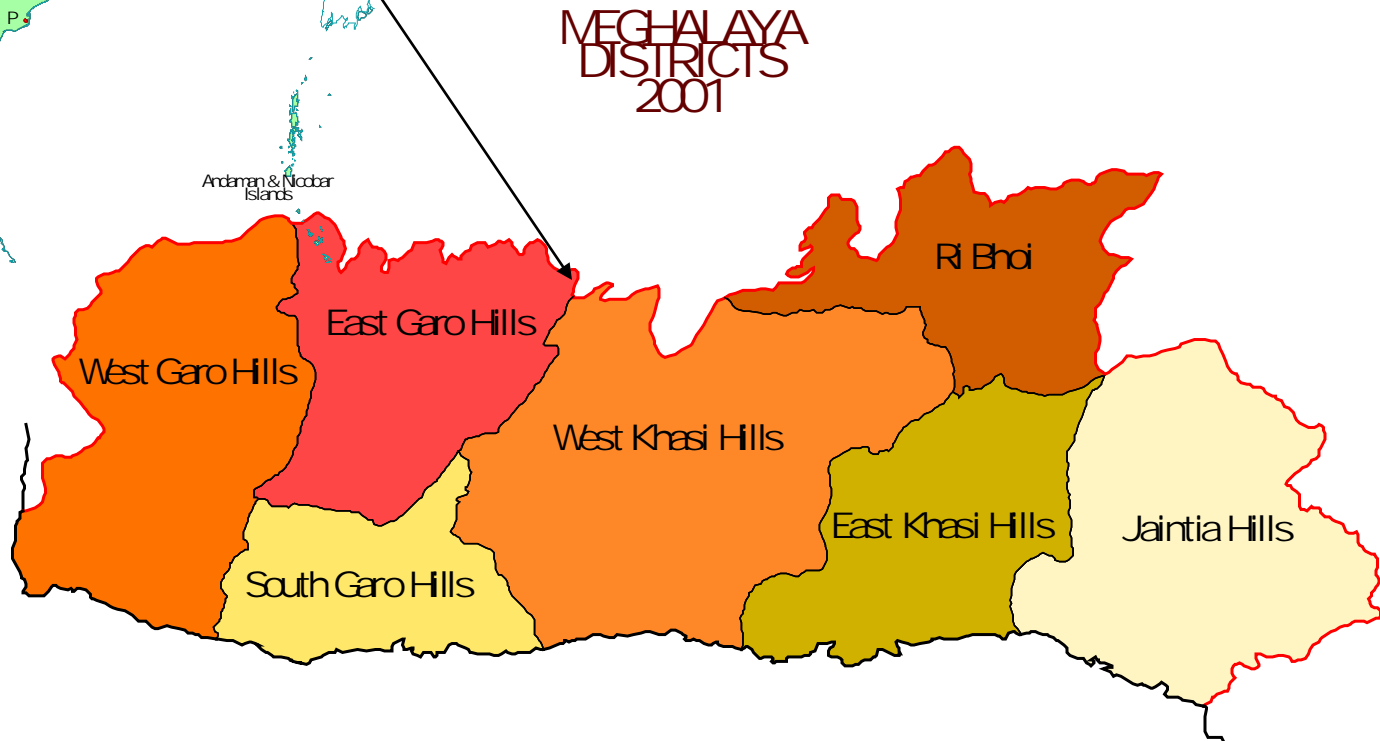 P
MEGHALAYA
DISTRICTS
2001
Andaman & Nicobar
Islands
Ri Bhoi
East Garo Hills
West Garo Hills
West Khasi Hills
East Khasi Hills
Jaintia Hills
South Garo Hills